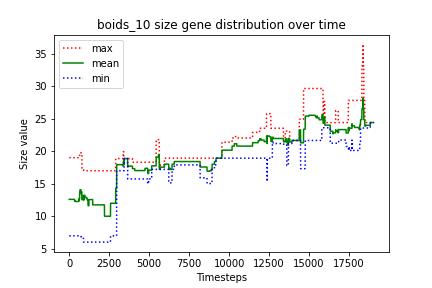 boids_10 size gene distribution over time
max
mean
min
Size value
35
30
25
20
15
10
5
0 2500 5000 7500 10000 12500 15000 17500
Timesteps